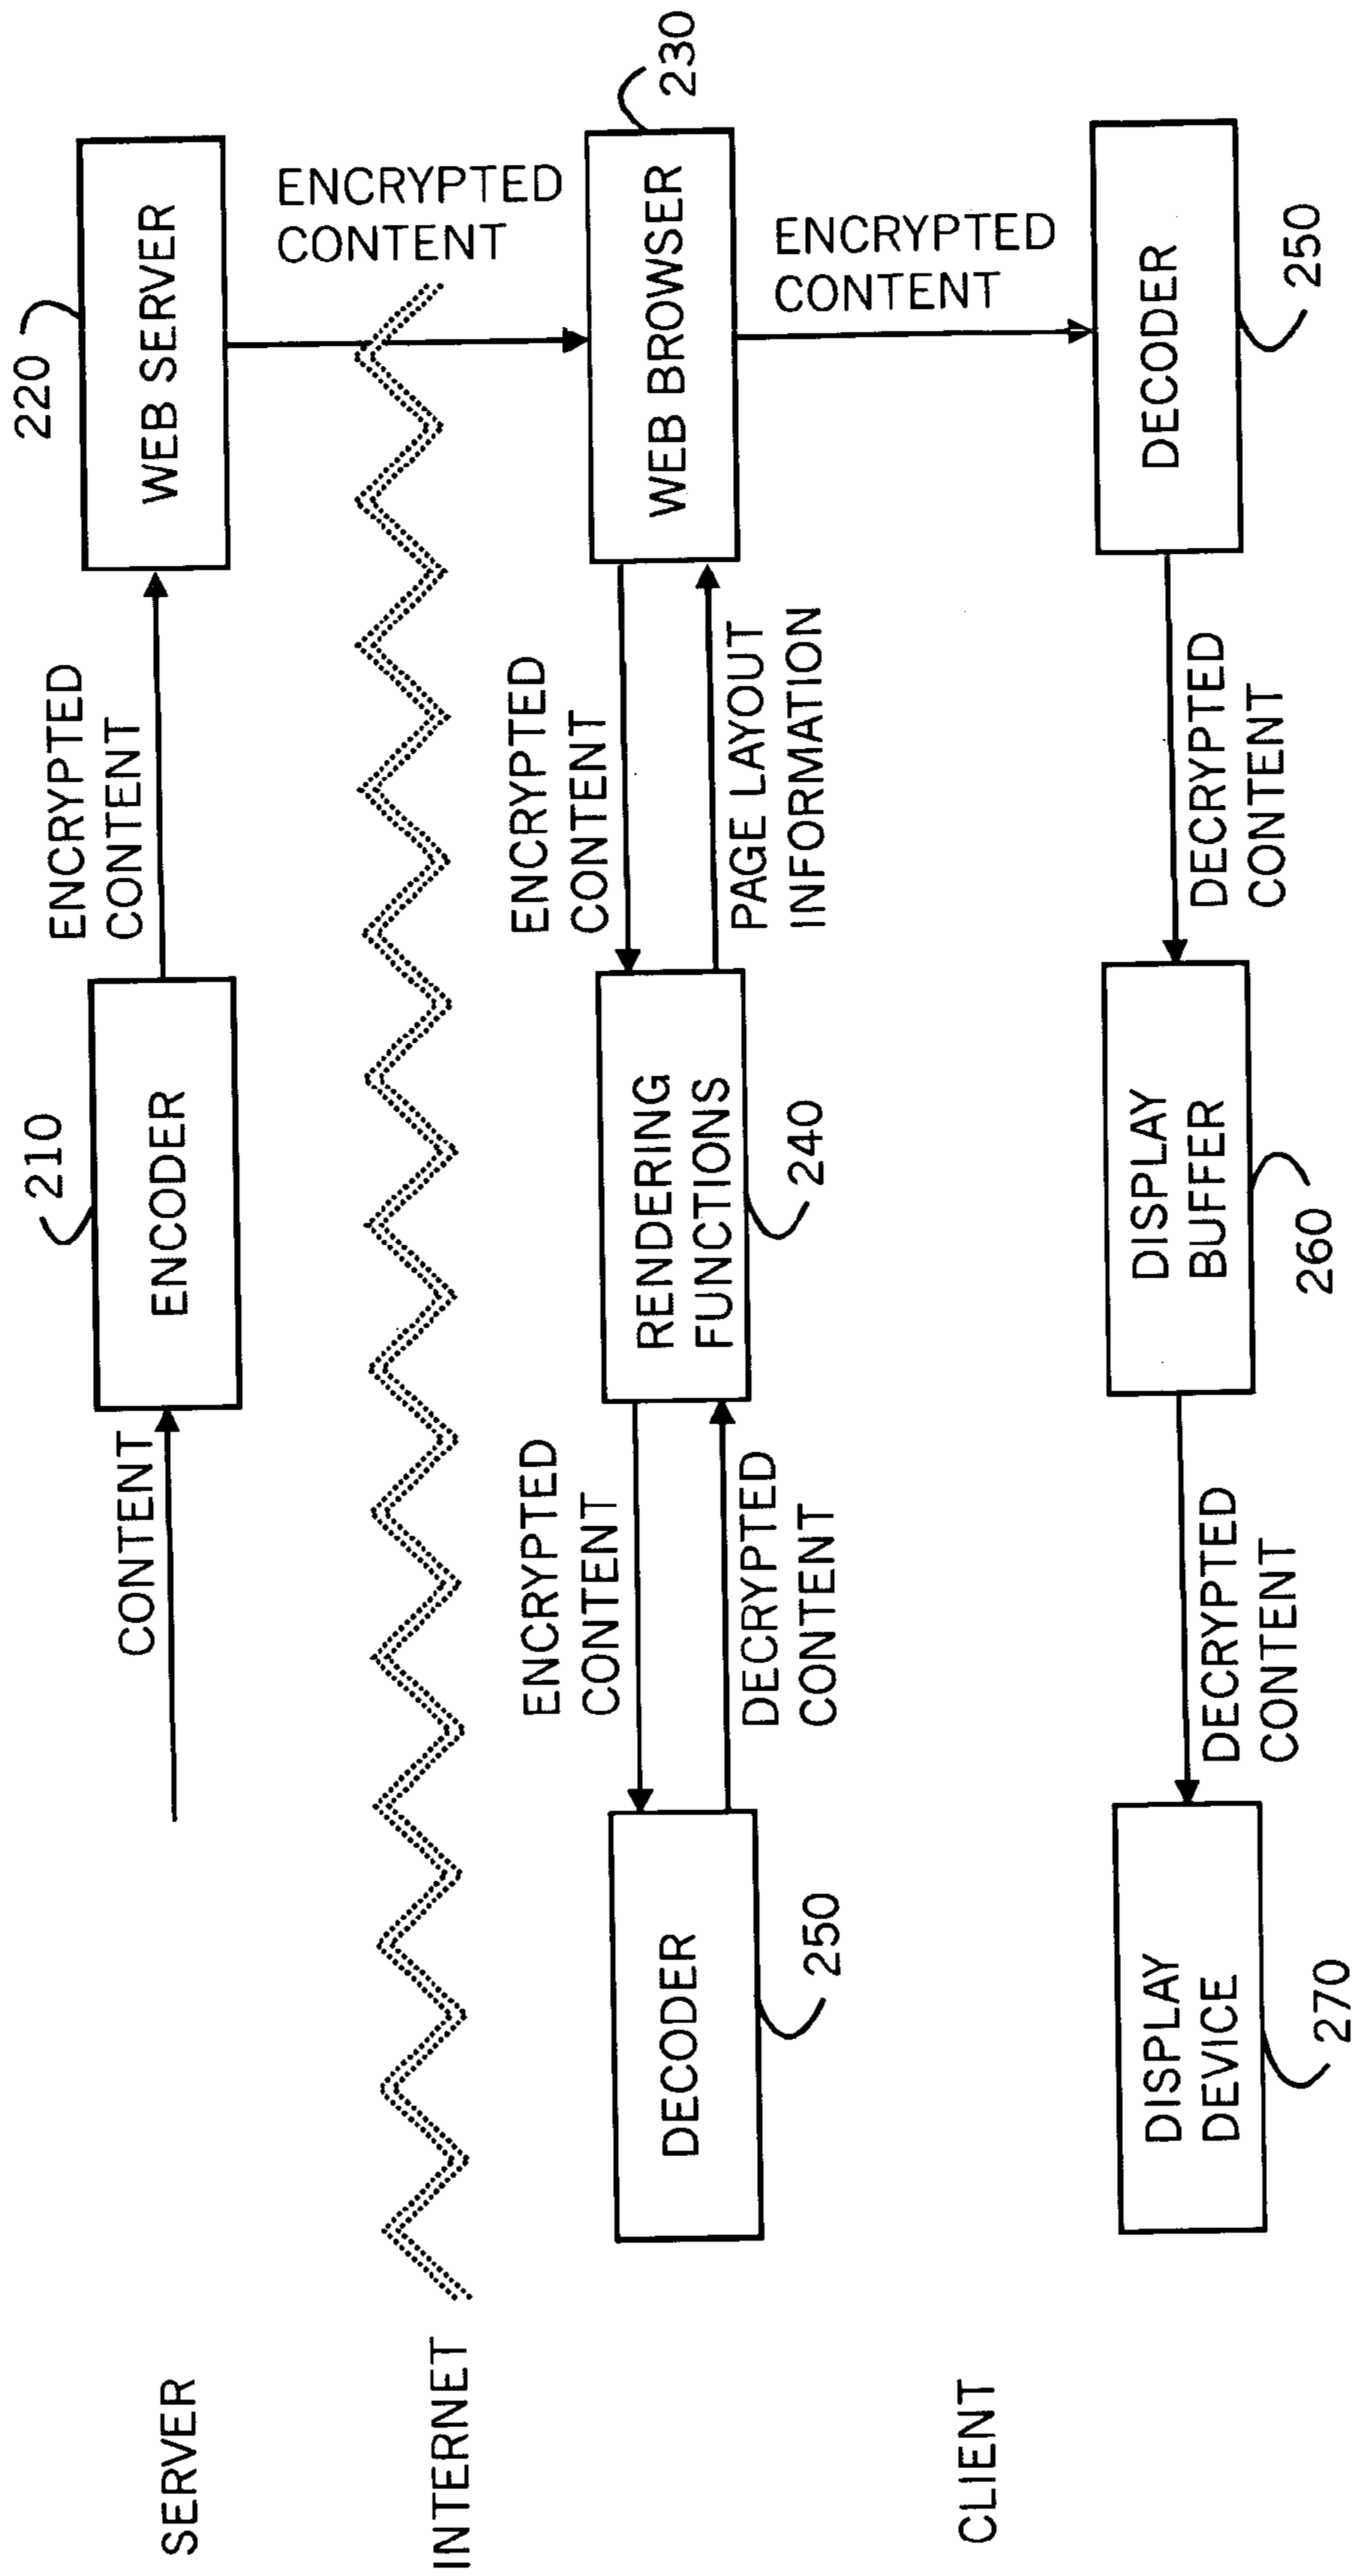 SERVER
CONTENT
210
ENCODER
ENCRYPTED
CONTENT
220
WEB SERVER
INTERNET
ENCRYPTED
CONTENT
CLIENT
DECODER
250
ENCRYPTED
CONTENT
DECRYPTED
CONTENT
RENDERING
FUNCTIONS
240
ENCRYPTED
CONTENT
PAGE LAYOUT
INFORMATION
WEB BROWSER
230
ENCRYPTED
CONTENT
DISPLAY
DEVICE
270
DECRYPTED
CONTENT
DISPLAY
BUFFER
260
DECRYPTED
CONTENT
DECODER
250